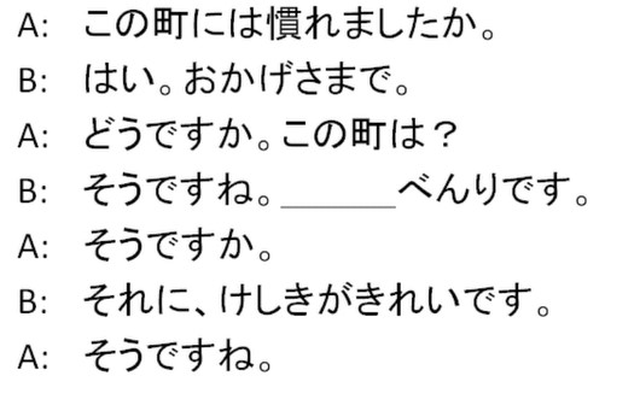 A: この町には慣れましたか。
B: はい。おかげさまで。
A: どうですか。この町は？
B: そうですね。______べんりです。
A: そうですか。
B: それに、けしきがきれいです。
A: そうですね。